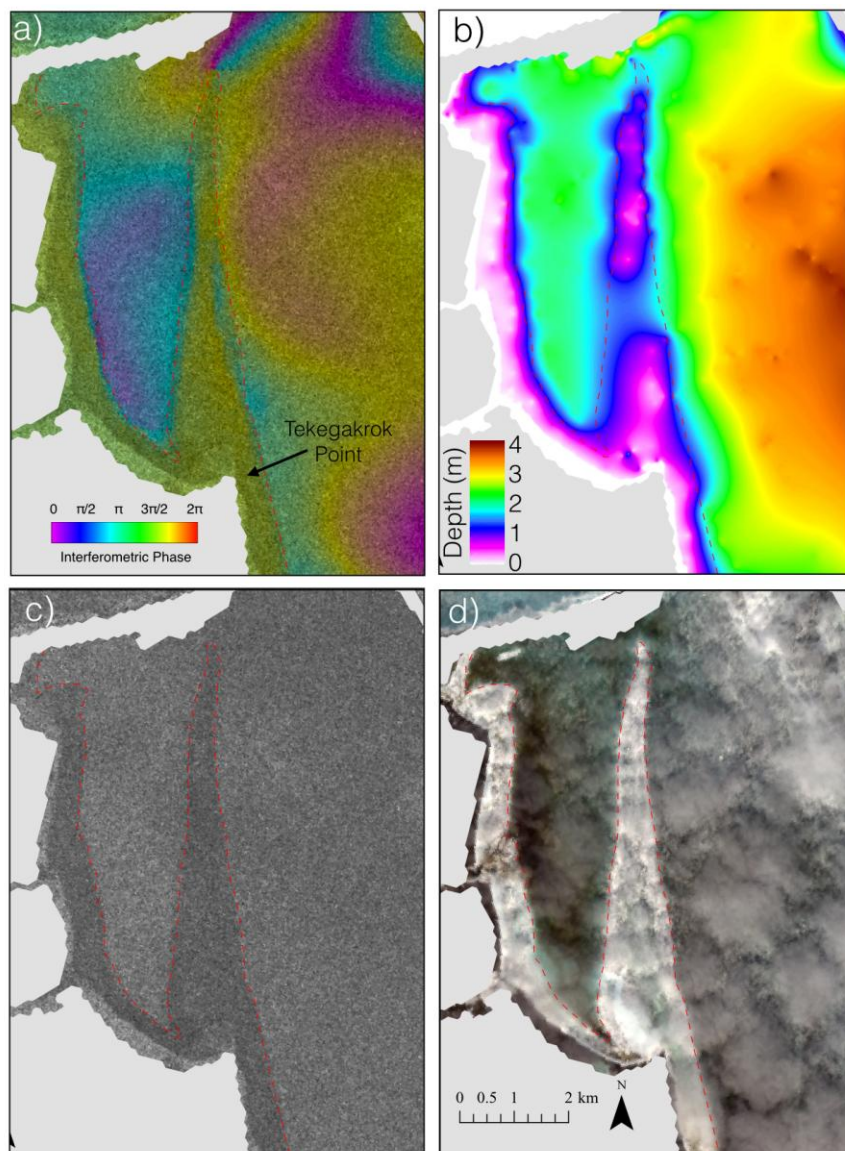 a)
Tekegakrok
Point
0 π/2 π 3π/2 2π
Interferometric Phase
b)
Depth (m)
4
3
2
1
0
c)
d)
0 0.5 1 2 km
N